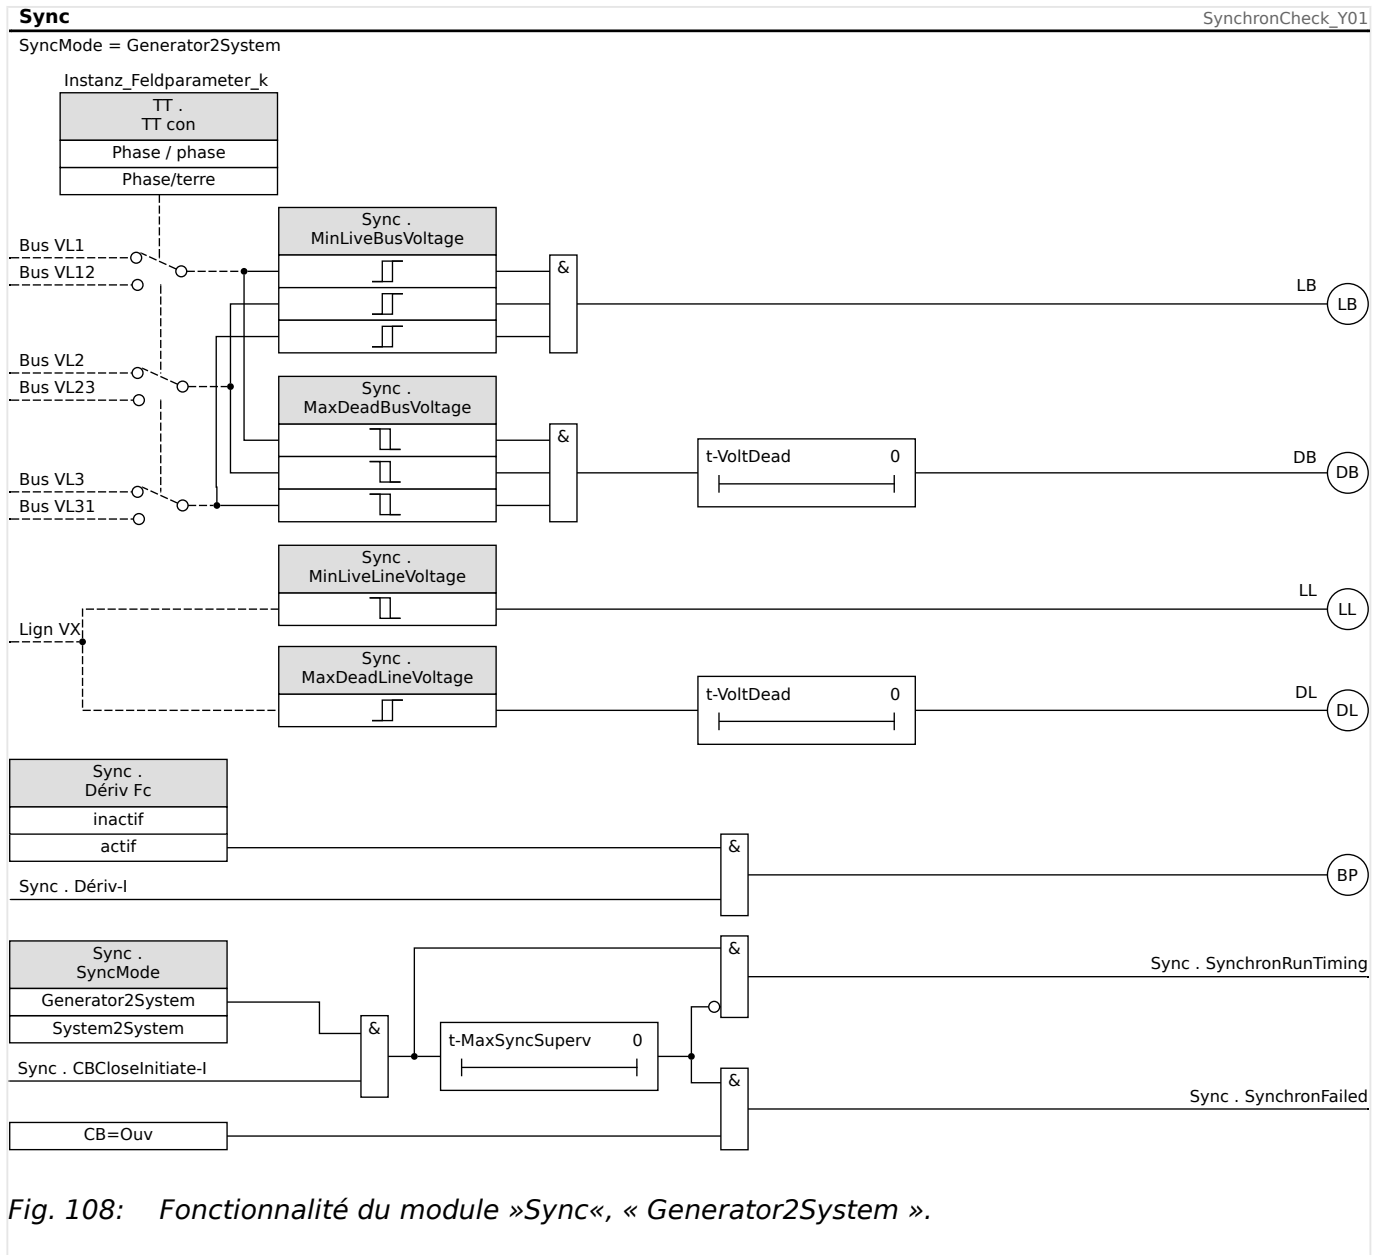 Sync
SynchronCheck_Y01
SyncMode = Generator2System
Instanz_Feldparameter_k
TT .
TT con
Phase / phase
Phase/terre
Sync .
MinLiveBusVoltage
Bus VL1
Bus VL12
&
LB
LB
Bus VL2
Bus VL23
Sync .
MaxDeadBusVoltage
&
t-VoltDead 0
DB
DB
Bus VL3
Bus VL31
Sync .
MinLiveLineVoltage
LL
LL
Lign VX
Sync .
MaxDeadLineVoltage
t-VoltDead 0
DL
DL
Sync .
Dériv Fc
inactif
actif
&
BP
Sync . Dériv-I
Sync .
SyncMode
Generator2System
System2System
&
Sync . SynchronRunTiming
&
t-MaxSyncSuperv 0
Sync . CBCloseInitiate-I
&
Sync . SynchronFailed
CB=Ouv
Fig. 108: Fonctionnalité du module »Sync«, « Generator2System ».